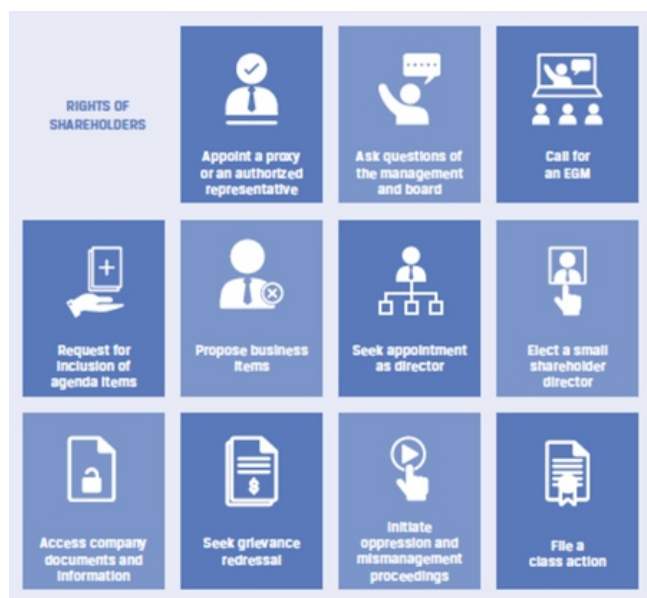 RIGHTS OF
SHAREHOLDERS
Appoint a proxy
or an authorized
representative
Ask questions of
the management
and board
Call for
an EGM
Request for
inclusion of
agenda items
Propose business
items
Seek appointment
as director
Elect a small
shareholder
director
Access company
documents and
information
Seek grievance
redressal
Initiate
oppression and
mismanagement
proceedings
File a
class action